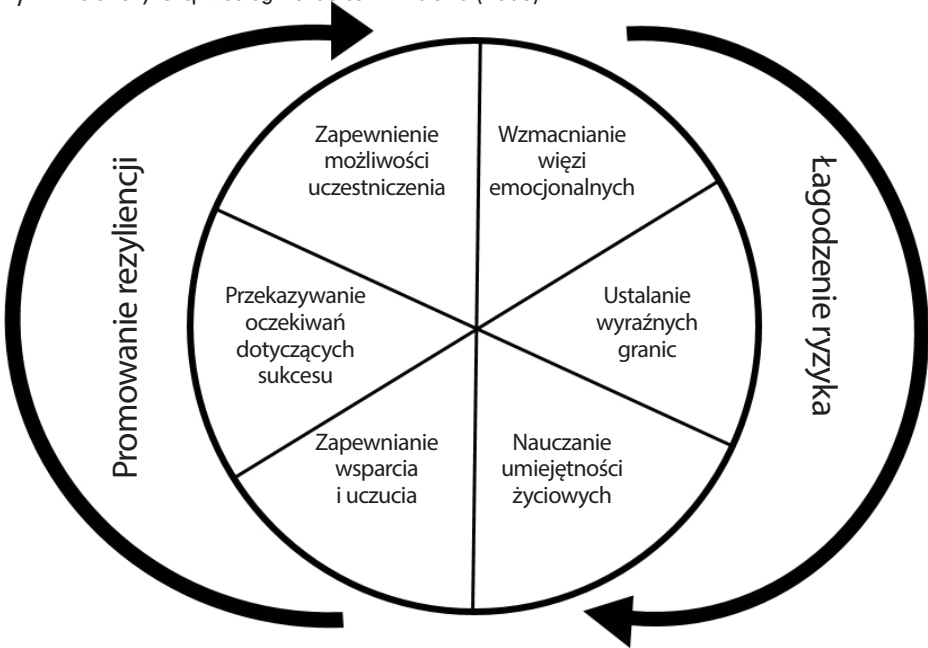 Zapewnienie
możliwości
uczestniczenia
Wzmacnianie
więzi
emocjonalnych
Ustalanie
wyraźnych
granic
Nauczanie
umiejętności
życiowych
Zapewnianie
wsparcia
i uczucia
Przekazywanie
oczekiwań
dotyczących
sukcesu
Promowanie rezyliencji
Łagodzenie ryzyka